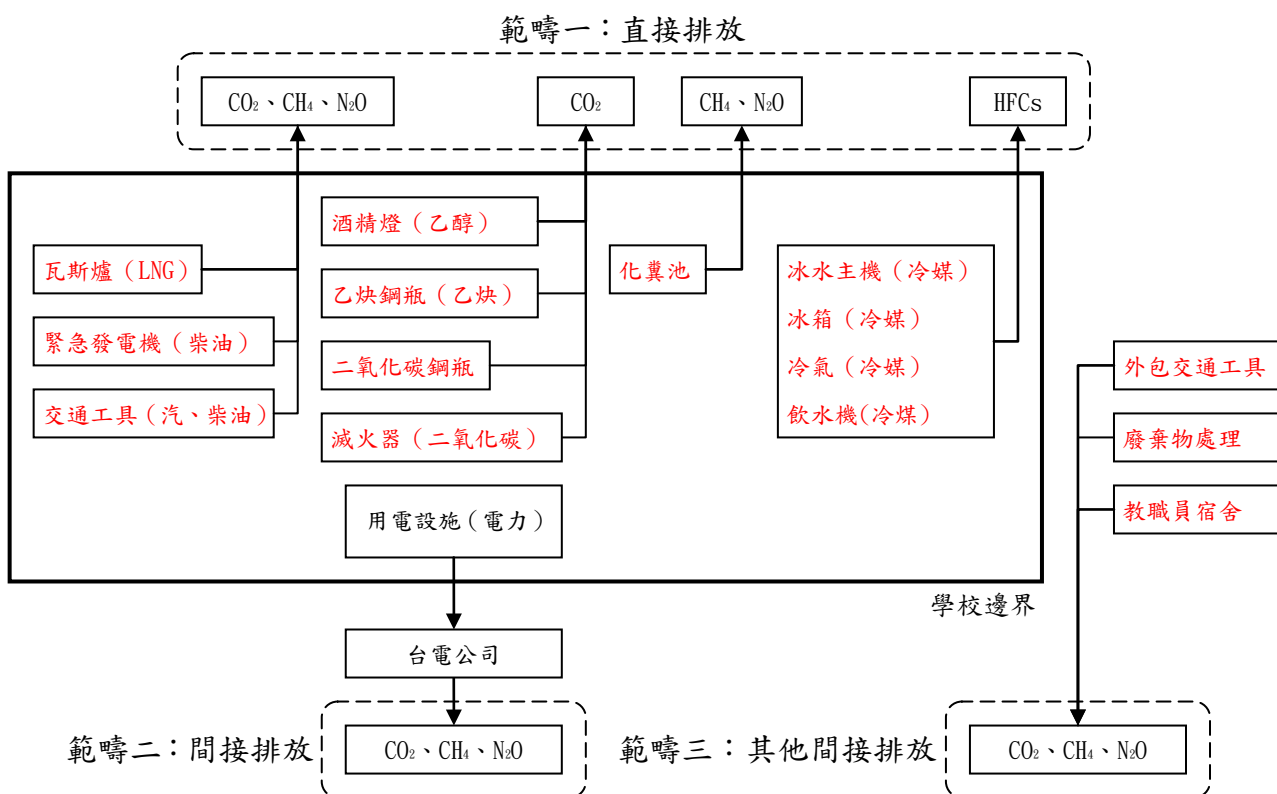 範疇一：直接排放
CO₂、CH₄、N₂O
CO₂
CH₄、N₂O
HFCs
酒精燈（乙醇）
瓦斯爐（LNG）
乙炔鋼瓶（乙炔）
化糞池
冰水主機（冷媒）
冰箱（冷媒）
冷氣（冷媒）
飲水機(冷煤)
緊急發電機（柴油）
二氧化碳鋼瓶
交通工具（汽、柴油）
滅火器（二氧化碳）
外包交通工具
廢棄物處理
教職員宿舍
用電設施（電力）
學校邊界
台電公司
範疇二：間接排放
CO₂、CH₄、N₂O
範疇三：其他間接排放
CO₂、CH₄、N₂O